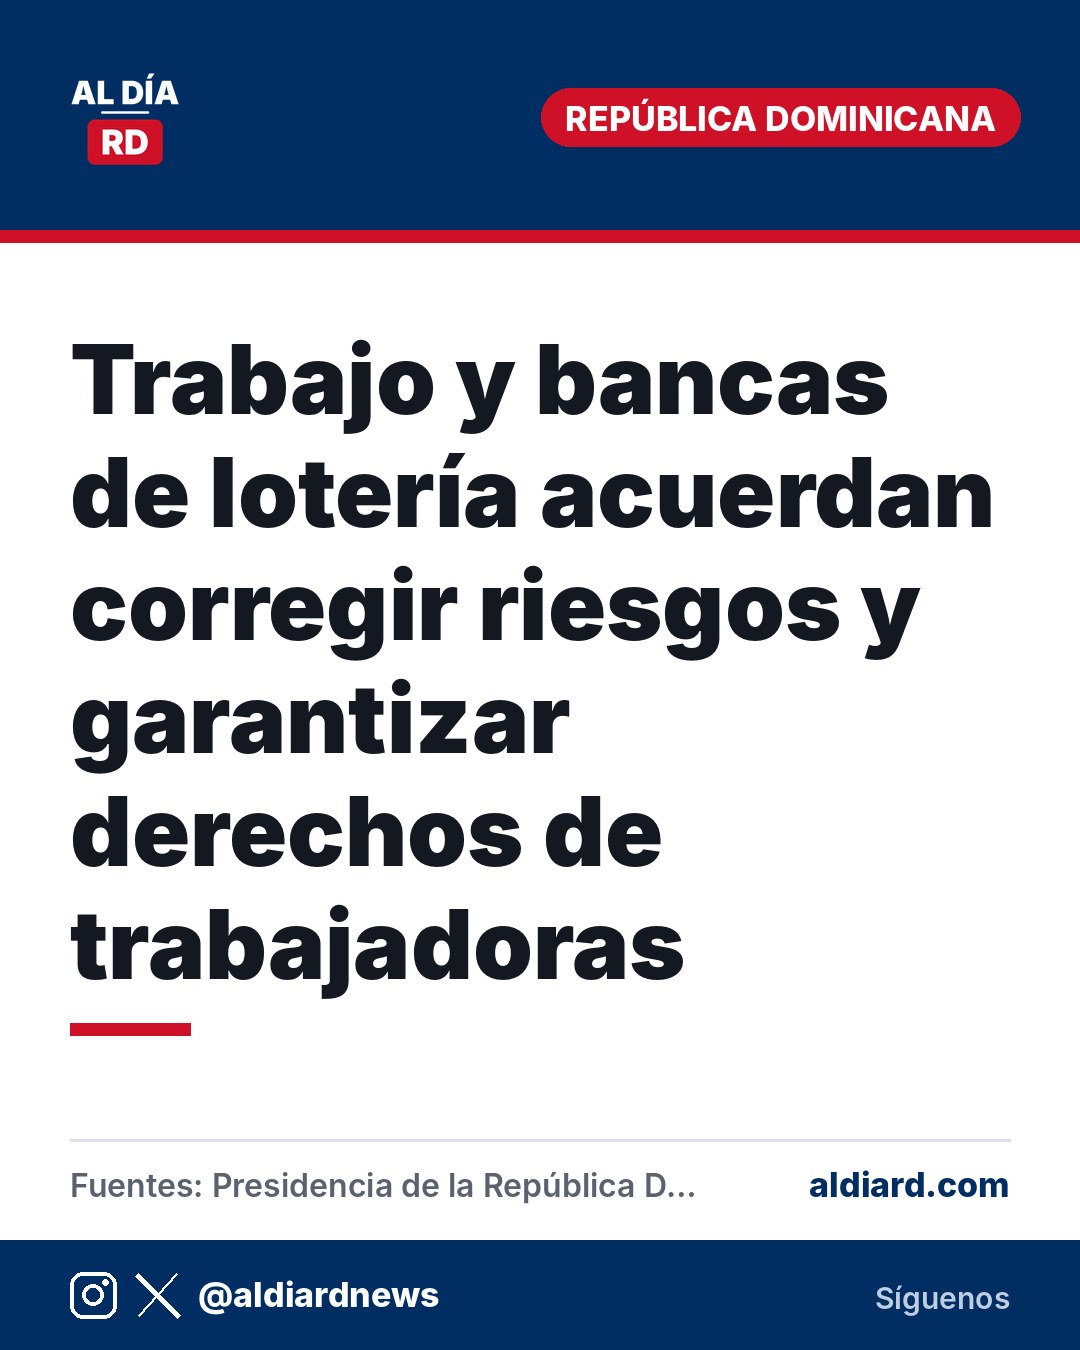 AL DÍA
RD
REPÚBLICA DOMINICANA
Trabajo y bancas
de lotería acuerdan
corregir riesgos y
garantizar
derechos de
trabajadoras
Fuentes: Presidencia de la República D...
aldiard.com
@aldiardnews
Síguenos